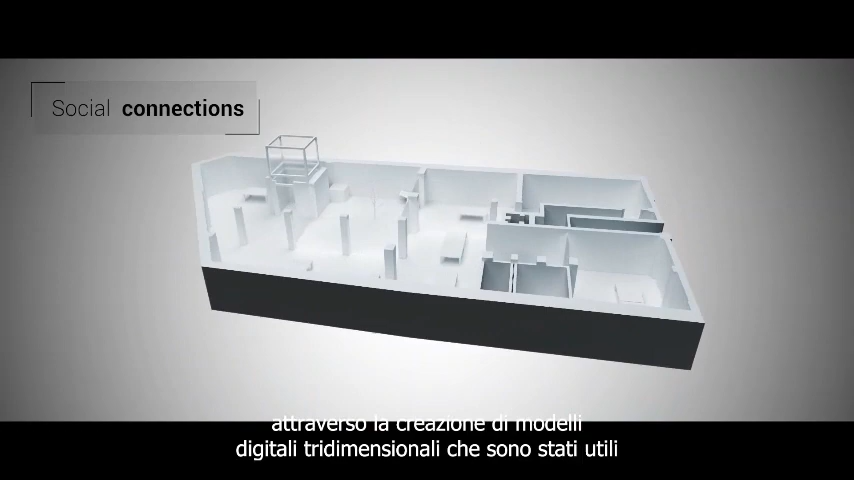 Social connections
attraverso la creazione di modelli
digitali tridimensionali che sono stati utili